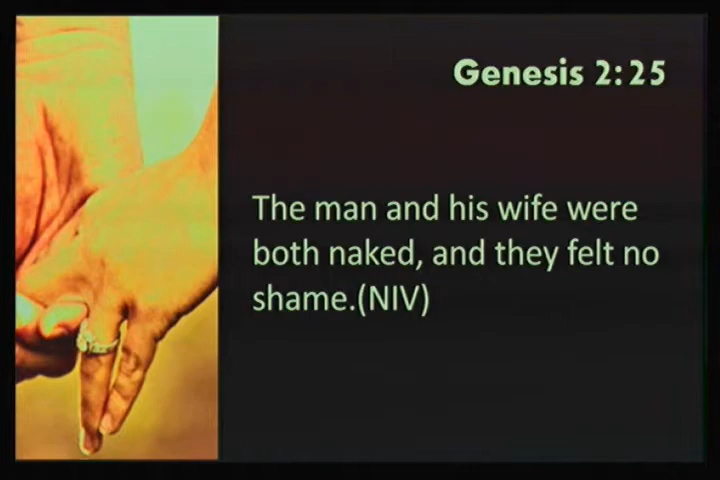 Genesis 2:25
The man and his wife were
both naked, and they felt no
shame.(NIV)